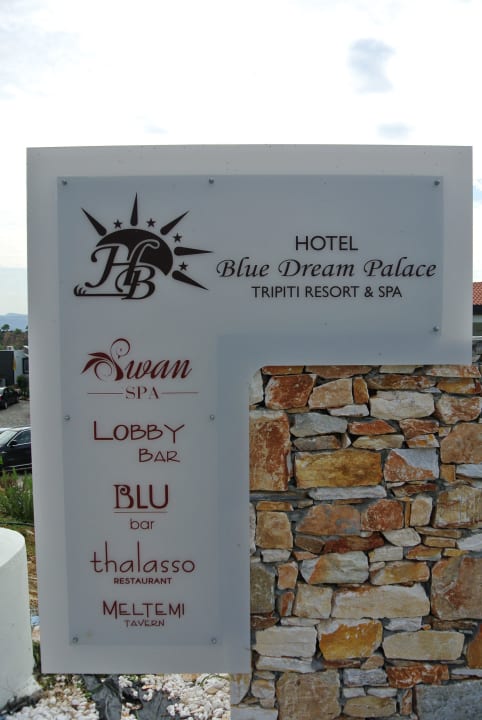 HB
HOTEL
Blue Dream Palace
TRIPITI RESORT & SPA
Swan
SPA
LOBBY
BAR
BLU
bar
thalasso
RESTAURANT
MELTEMI
TAVERN